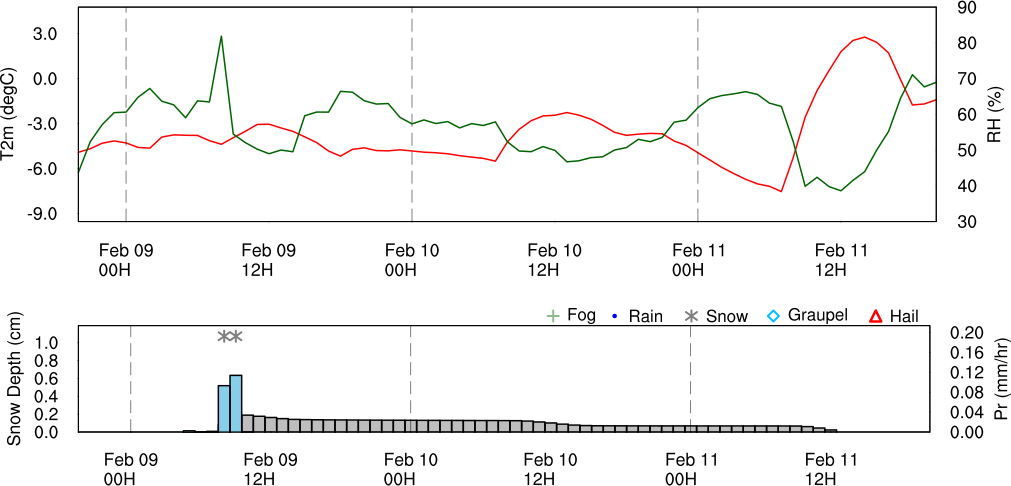 90
3.0
80
0.0
70
-3.0
60
-6.0
50
40
-9.0
30
T2m (degC)
RH (%)
Feb 09 Feb 09 Feb 10 Feb 10 Feb 11 Feb 11
00H 12H 00H 12H 00H 12H
Fog Rain Snow Graupel Hail
1.0
0.8
0.6
0.4
0.2
0.0
Snow Depth (cm)
0.20
0.16
0.12
0.08
0.04
0.00
Pr (mm/hr)
Feb 09 Feb 09 Feb 10 Feb 10 Feb 11 Feb 11
00H 12H 00H 12H 00H 12H